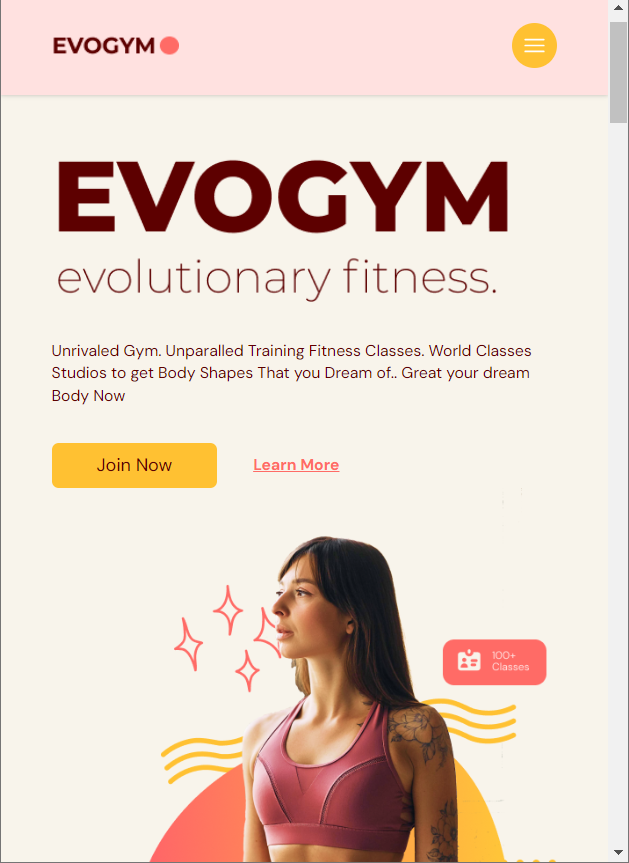 EVOGYM
EVOGYM
evolutionary fitness.
Unrivaled Gym. Unparalled Training Fitness Classes. World Classes
Studios to get Body Shapes That you Dream of.. Great your dream
Body Now
Join Now
Learn More
100+
Classes